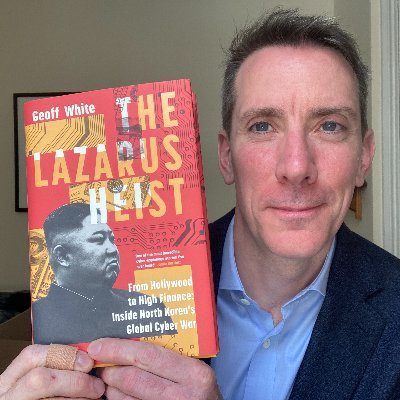 Geoff White
THE
LAZARUS
HEIST
From Hollywood
to High Finance:
Inside North Korea's
Global Cyber War